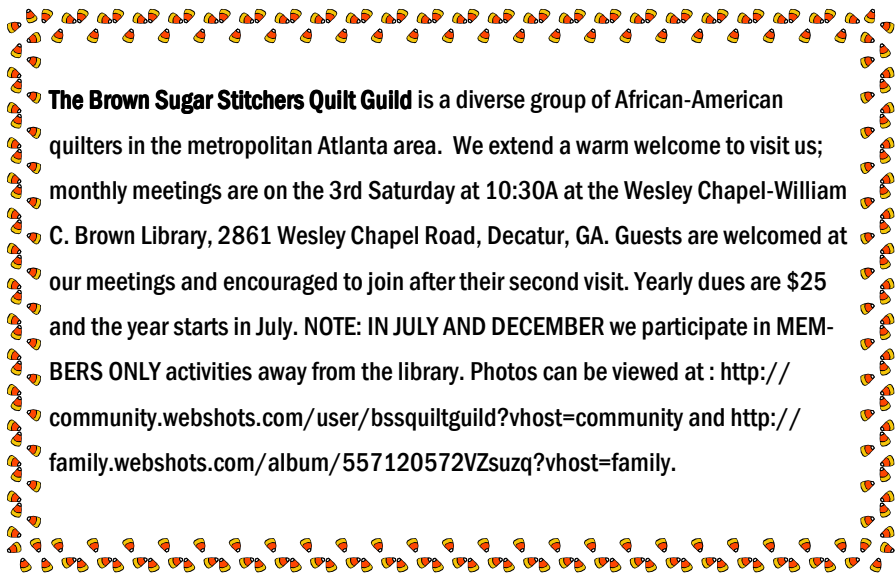 The Brown Sugar Stitchers Quilt Guild is a diverse group of African-American
quilters in the metropolitan Atlanta area.  We extend a warm welcome to visit us;
monthly meetings are on the 3rd Saturday at 10:30A at the Wesley Chapel-William
C. Brown Library, 2861 Wesley Chapel Road, Decatur, GA. Guests are welcomed at
our meetings and encouraged to join after their second visit. Yearly dues are $25
and the year starts in July. NOTE: IN JULY AND DECEMBER we participate in MEM-
BERS ONLY activities away from the library. Photos can be viewed at : http://
community.webshots.com/user/bssquiltguild?vhost=community and http://
family.webshots.com/album/557120572VZsuzq?vhost=family.